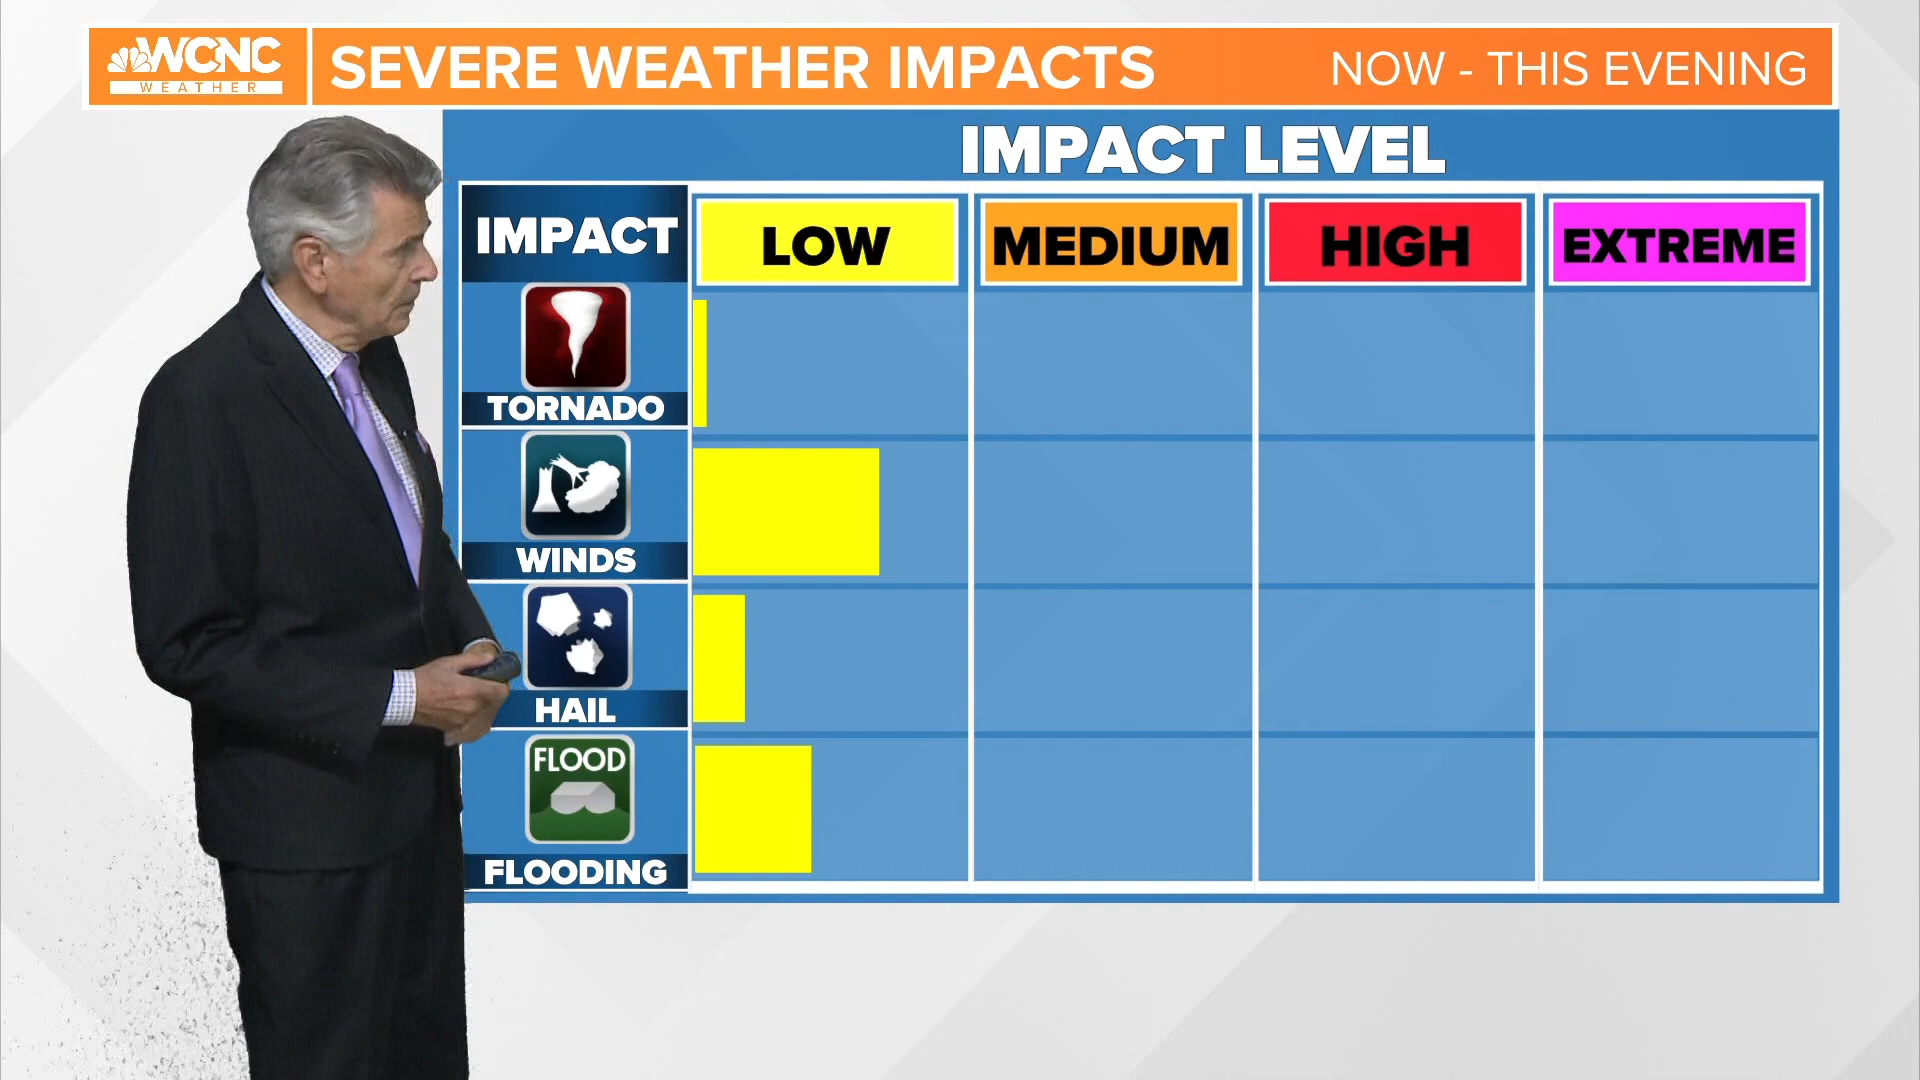 WCNC
WEATHER
SEVERE WEATHER IMPACTS
NOW - THIS EVENING
IMPACT LEVEL
IMPACT
LOW
MEDIUM
HIGH
EXTREME
TORNADO
WINDS
HAIL
FLOOD
FLOODING